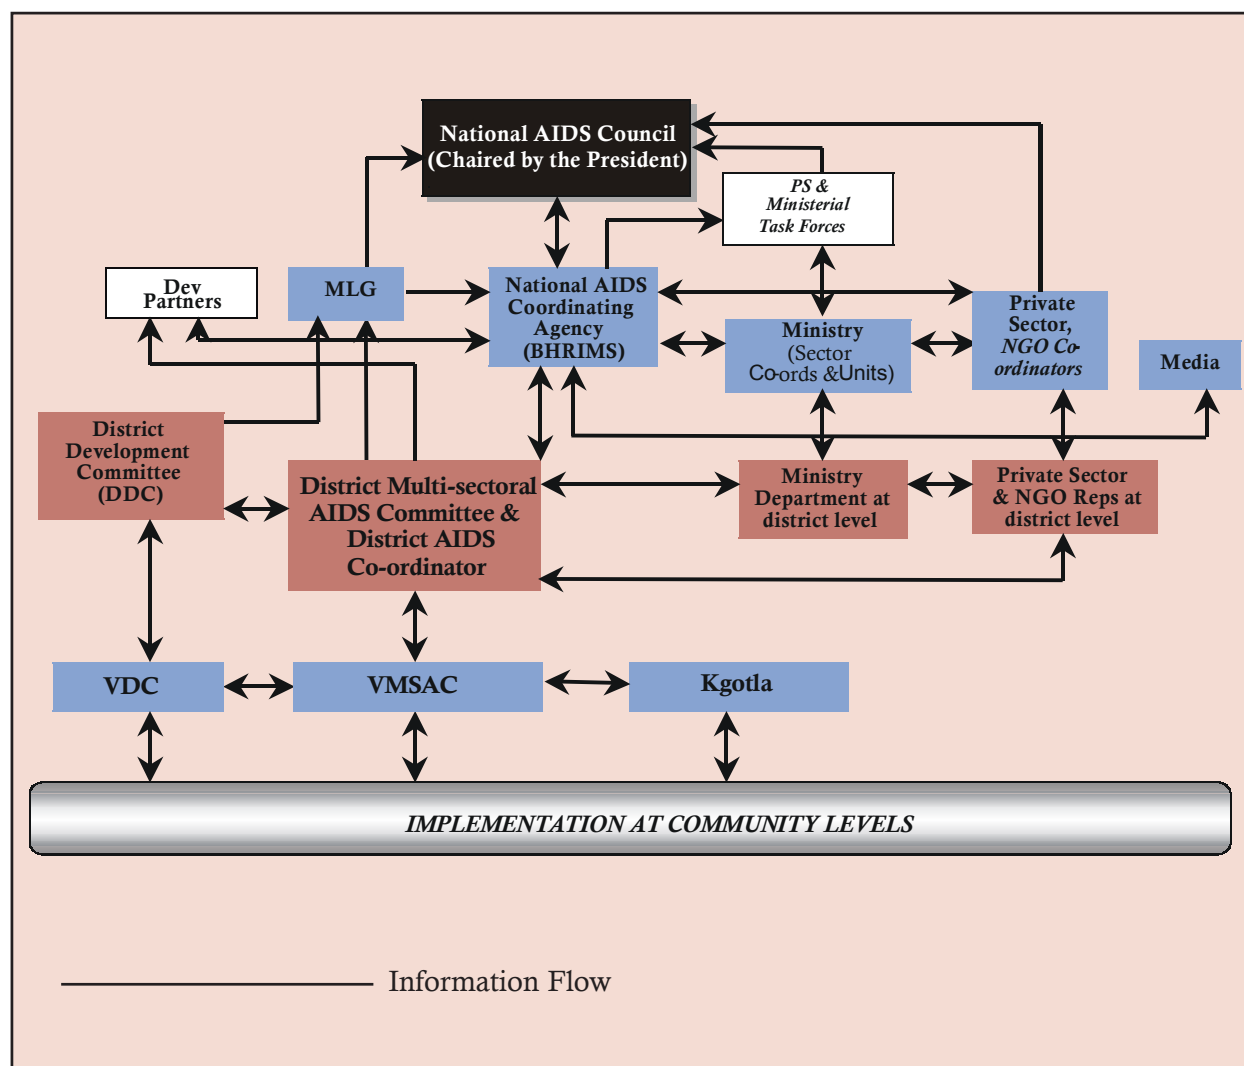 National AIDS Council
(Chaired by the President)
PS &
Ministerial
Task Forces
Dev
Partners
MLG
National AIDS
Coordinating
Agency
(BHRIMS)
Ministry
(Sector
Co-ords &Units)
Private
Sector,
NGO Co-
ordinators
Media
District
Development
Committee
(DDC)
District Multi-sectoral
AIDS Committee &
District AIDS
Co-ordinator
Ministry
Department at
district level
Private Sector
& NGO Reps at
district level
VDC
VMSAC
Kgotla
IMPLEMENTATION AT COMMUNITY LEVELS
Information Flow